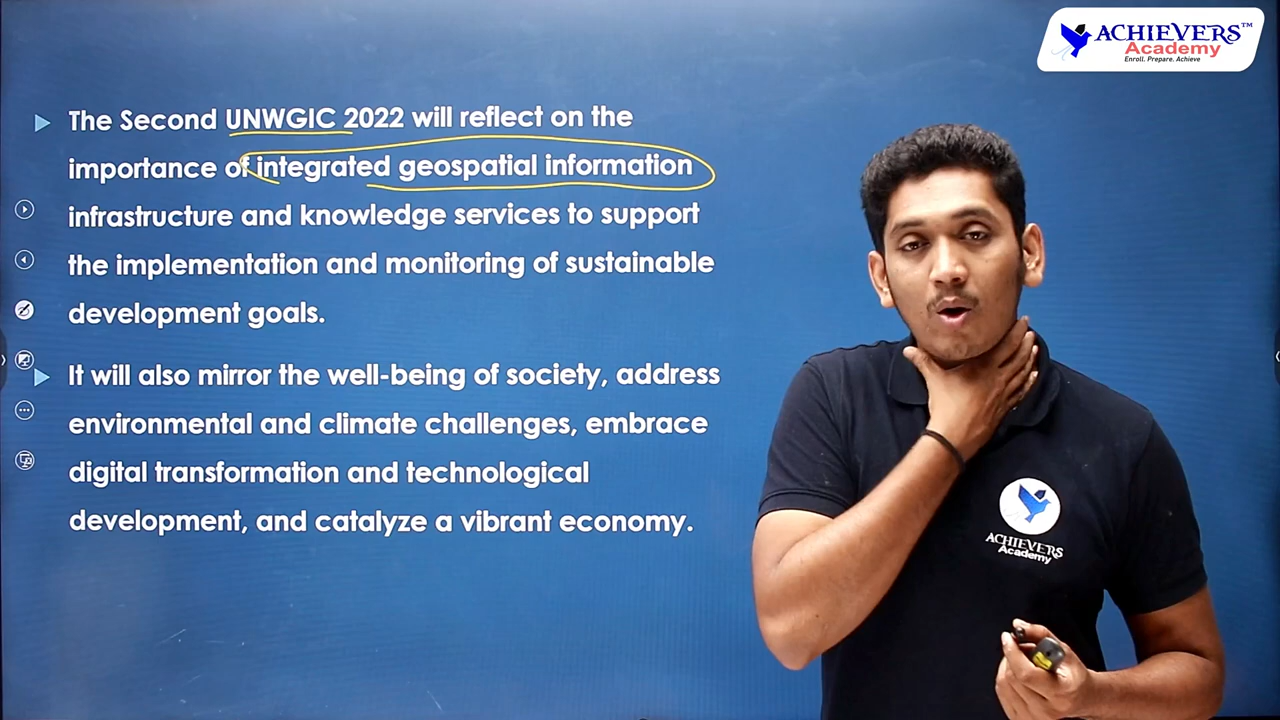 ACHIEVERS™
Academy
Enroll. Prepare. Achieve
The Second UNWGIC 2022 will reflect on the
importance of integrated geospatial information
infrastructure and knowledge services to support
the implementation and monitoring of sustainable
development goals.
It will also mirror the well-being of society, address
environmental and climate challenges, embrace
digital transformation and technological
development, and catalyze a vibrant economy.
ACHIEVERS
Academy